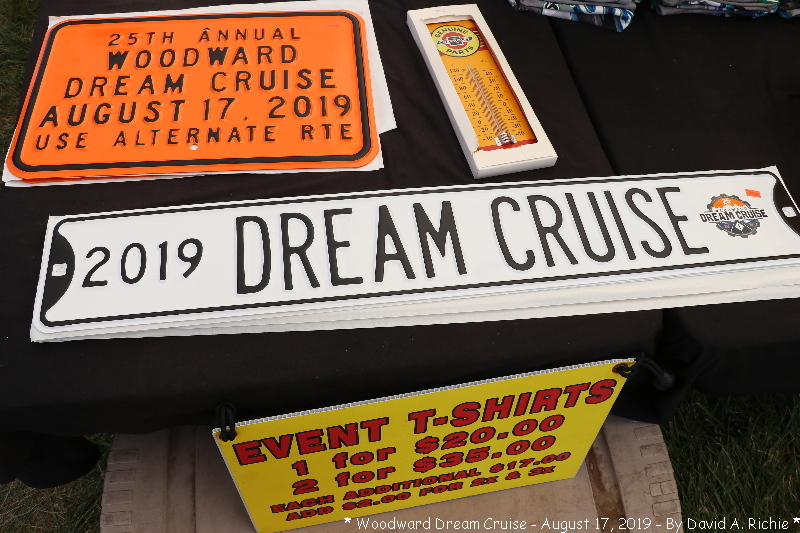 25TH ANNUAL
WOODWARD
DREAM CRUISE
AUGUST 17, 2019
USE ALTERNATE RTE
GENUINE
PARTS
2019 DREAM CRUISE
DREAM CRUISE
EVENT T-SHIRTS
1 for $20.00
2 for $35.00
EACH ADDITIONAL $17.00
ADD $2.00 FOR 2X & 3X
* Woodward Dream Cruise - August 17, 2019 - By David A. Richie *